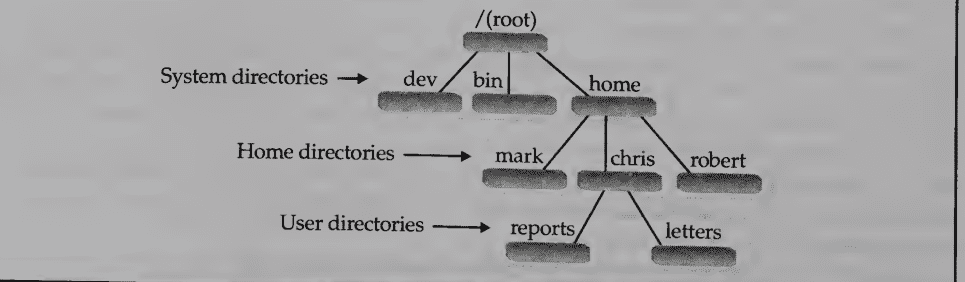 /(root)
System directories dev bin home
Home directories mark chris robert
User directories reports letters